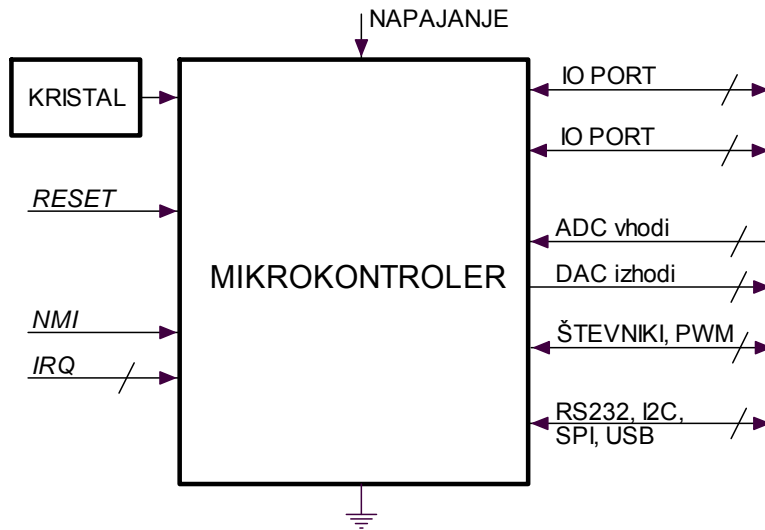 NAPAJANJE
KRISTAL
IO PORT
IO PORT
RESET
ADC vhodi
MIKROKONTROLER
DAC izhodi
NMI
ŠTEVNIKI, PWM
IRQ
RS232, I2C,
SPI, USB